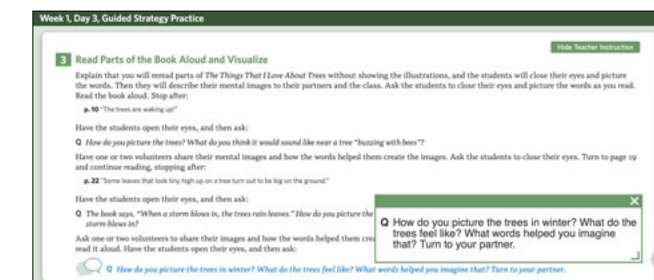 Week 1, Day 3, Guided Strategy Practice
Hide Teacher Instruction
3 Read Parts of the Book Aloud and Visualize
Explain that you will reread parts of The Things That I Love About Trees without showing the illustrations, and the students will close their eyes and picture
the words. Then they will describe their mental images to their partners and the class. Ask the students to close their eyes and picture the words as you read.
Read the book aloud. Stop after:
p. 10 "The trees are waking up!"
Have the students open their eyes, and then ask:
Q How do you picture the trees? What do you think it would sound like near a tree "buzzing with bees"?
Have one or two volunteers share their mental images and how the words helped them create the images. Ask the students to close their eyes. Turn to page 19
and continue reading, stopping after:
p. 22 "Some leaves that look tiny high up on a tree turn out to be big on the ground."
Have the students open their eyes, and then ask:
Q The book says, "When a storm blows in, the trees rain leaves." How do you picture the
storm blows in?
Ask one or two volunteers to share their images and how the words helped them
read it aloud. Have the students open their eyes, and then ask:
Q How do you picture the trees in winter? What do the trees feel like? What words helped you imagine that? Turn to your partner.
Q How do you picture the trees in winter? What do the
trees feel like? What words helped you imagine
that? Turn to your partner.